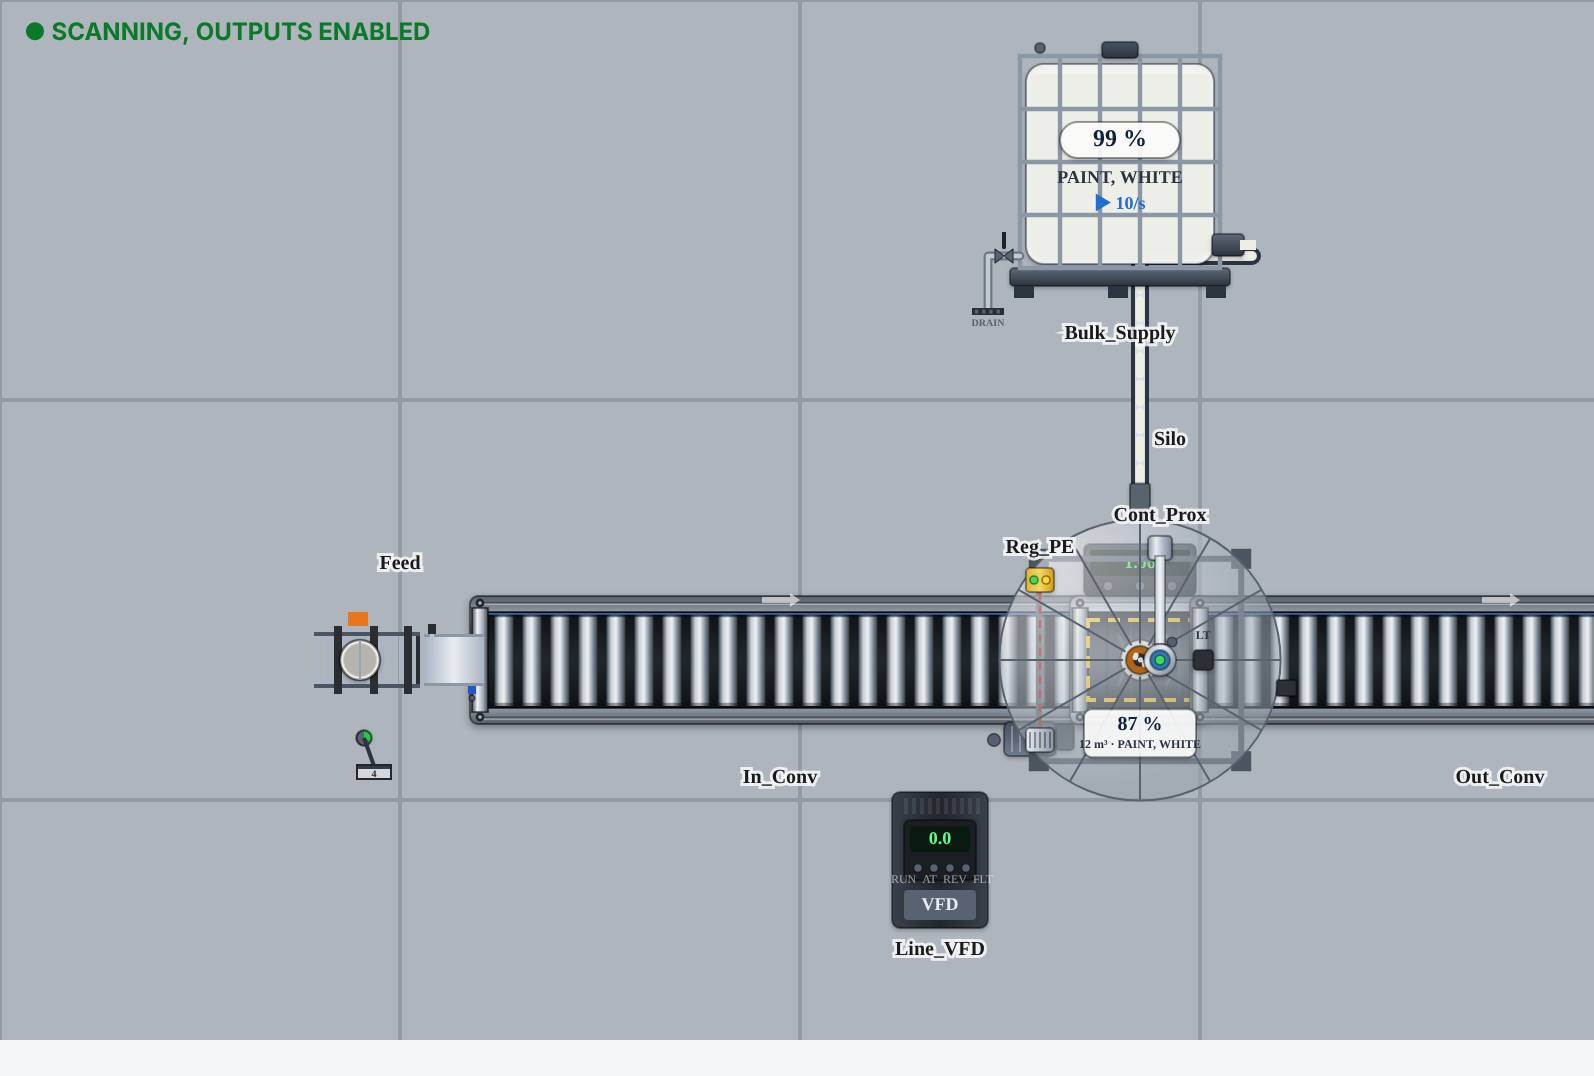 SCANNING, OUTPUTS ENABLED
99 %
PAINT, WHITE
10/s
DRAIN
Bulk_Supply
Silo
Cont_Prox
Reg_PE
Feed
LT
87 %
12 m³ · PAINT, WHITE
4
In_Conv
Out_Conv
0.0
RUN AT REV FLT
VFD
Line_VFD